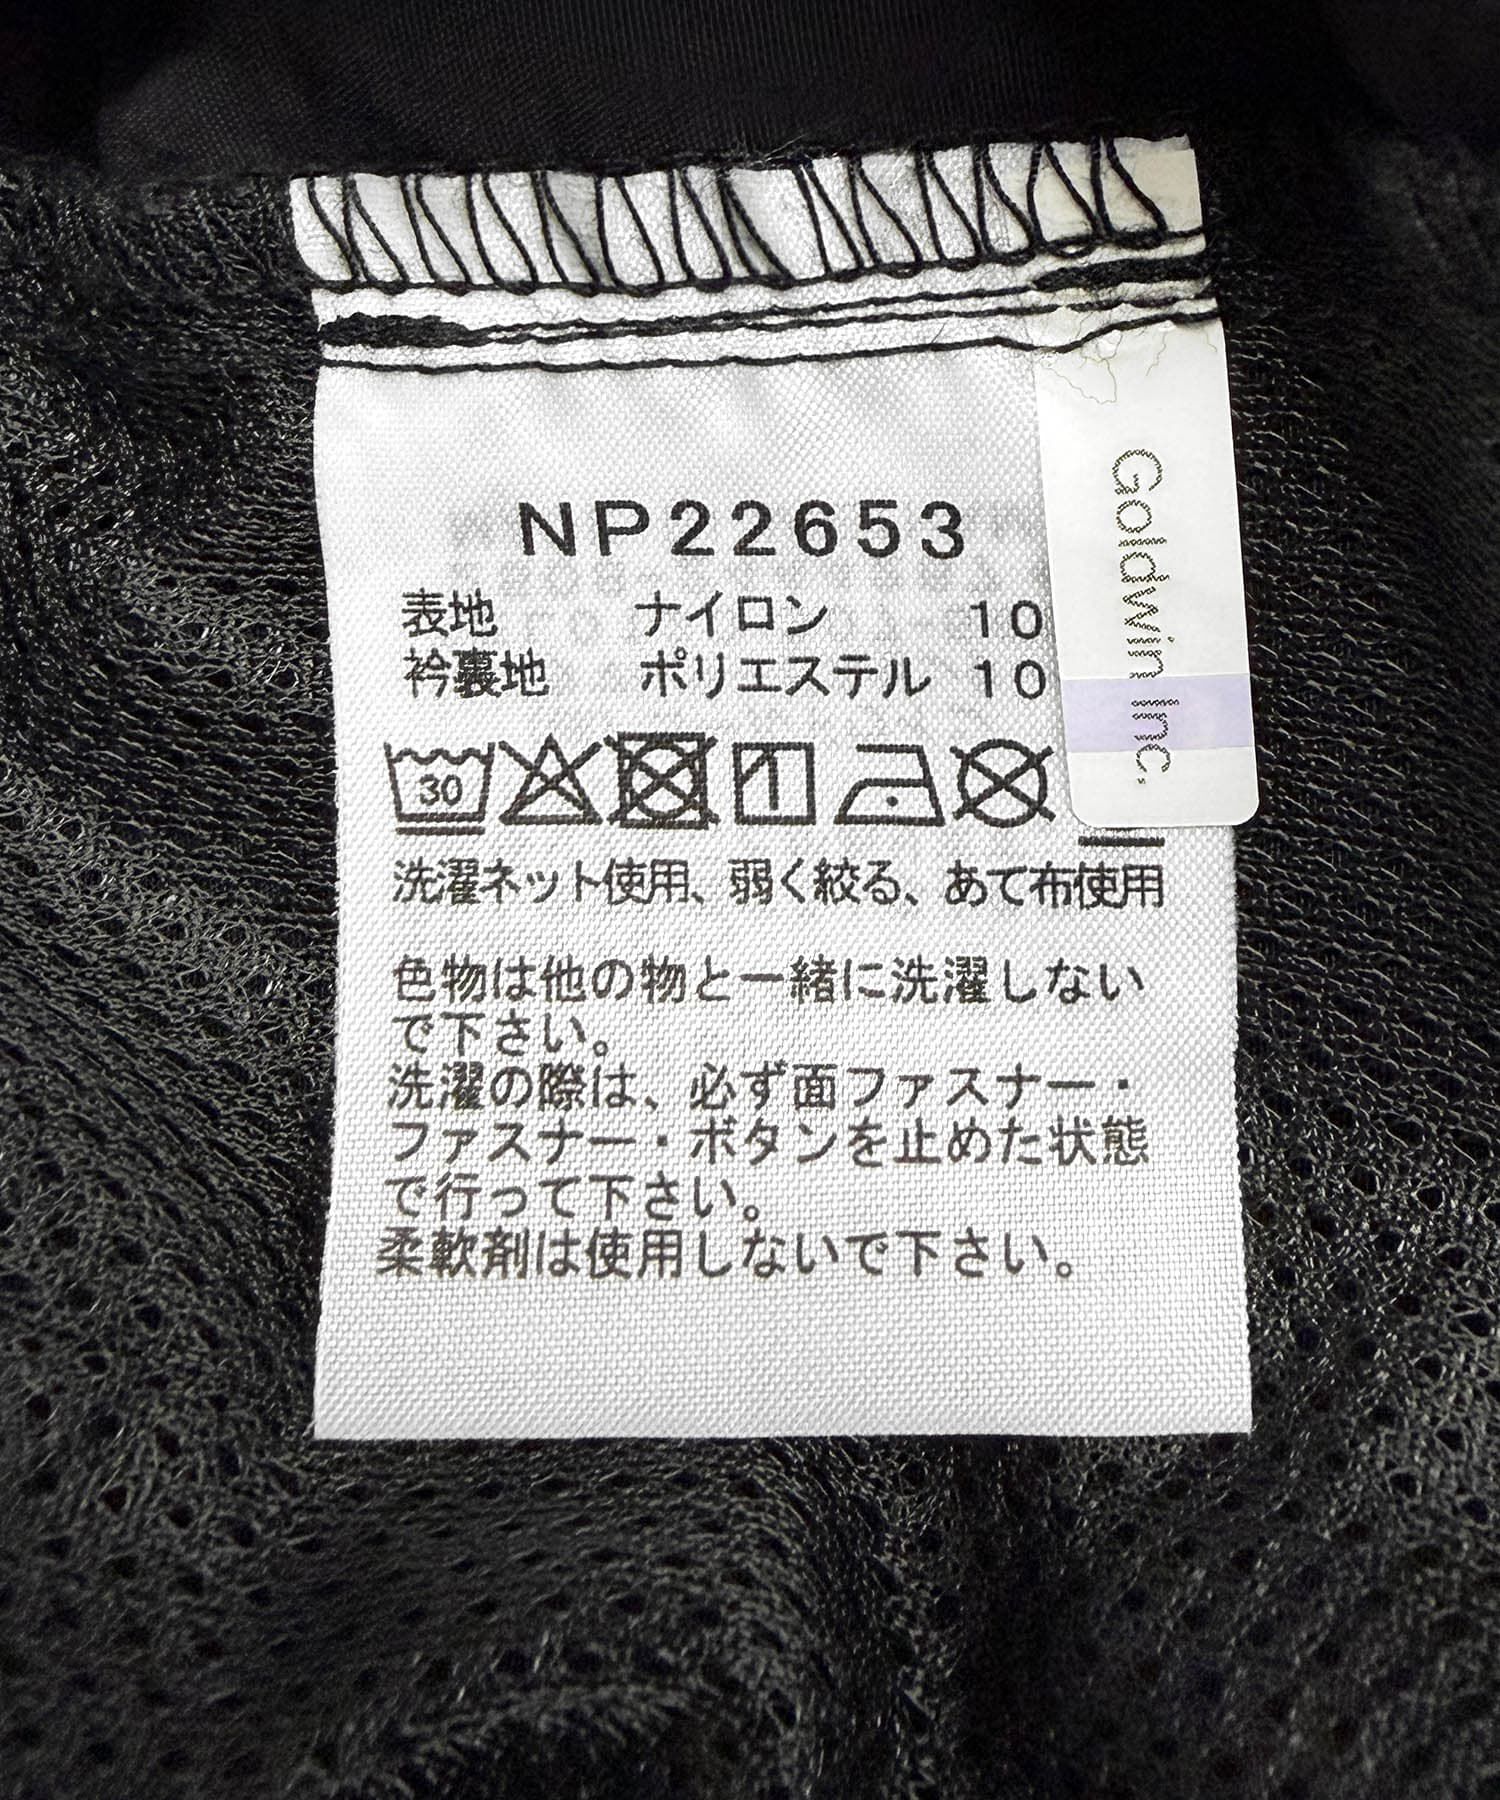 NP22653
表地 ナイロン 10
衿裏地 ポリエステル 10
30
洗濯ネット使用、弱く絞る、あて布使用
色物は他の物と一緒に洗濯しない
で下さい。
洗濯の際は、必ず面ファスナー・
ファスナー・ボタンを止めた状態
で行って下さい。
柔軟剤は使用しないで下さい。
Goldwin Inc.